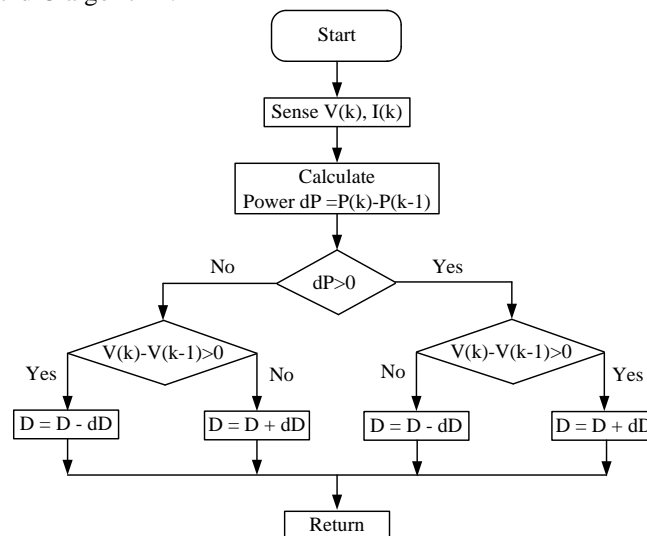 Start
Sense V(k), I(k)
Calculate
Power dP =P(k)-P(k-1)
No
Yes
dP>0
V(k)-V(k-1)>0
V(k)-V(k-1)>0
Yes
No
No
Yes
D = D - dD
D = D + dD
D = D - dD
D = D + dD
Return